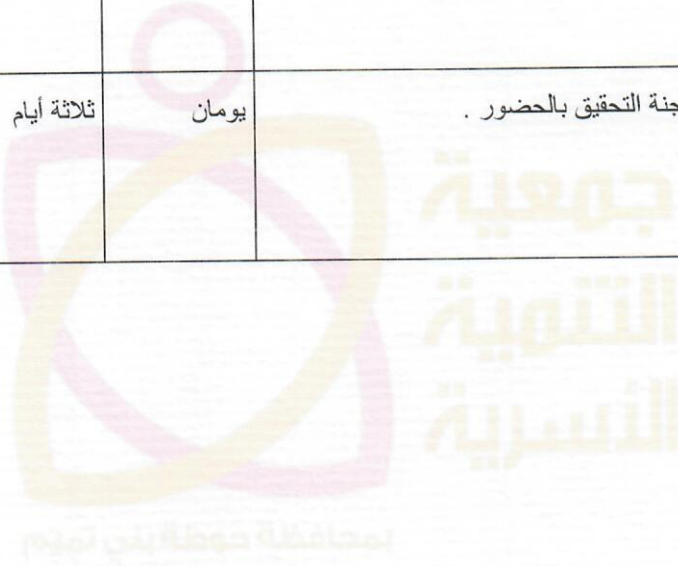 جنة التحقيق بالحضور .
يومان
ثلاثة أيام
جمعية
التنمية
الأسرية
بمحافظة حوطة بني تميم